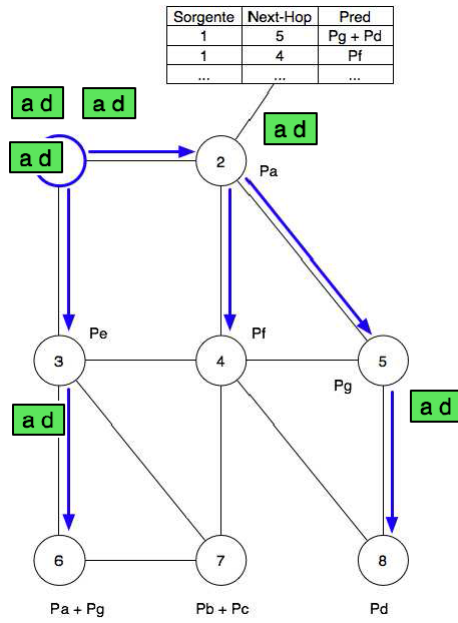 Sorgente Next-Hop Pred
1 5 Pg + Pd
1 4 Pf
... ... ...
a d a d
a d
a d
2
Pa
3
Pe
4
Pf
5
Pg
a d
a d
6
7
8
Pa + Pg
Pb + Pc
Pd